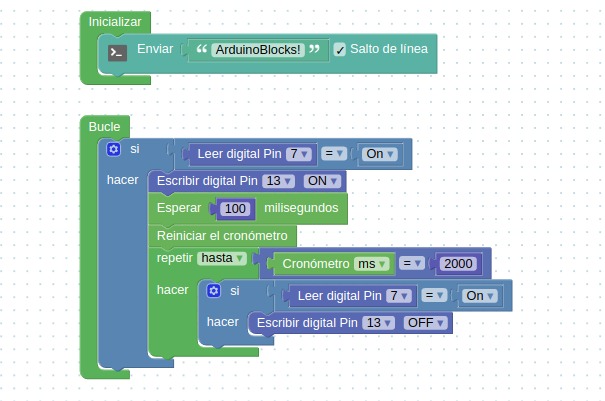 Inicializar
>_ Enviar “ ArduinoBlocks! ” ✓ Salto de línea
Bucle
si Leer digital Pin 7 = On
hacer Escribir digital Pin 13 ON
Esperar 100 milisegundos
Reiniciar el cronómetro
repetir hasta Cronómetro ms = 2000
hacer si Leer digital Pin 7 = On
hacer Escribir digital Pin 13 OFF